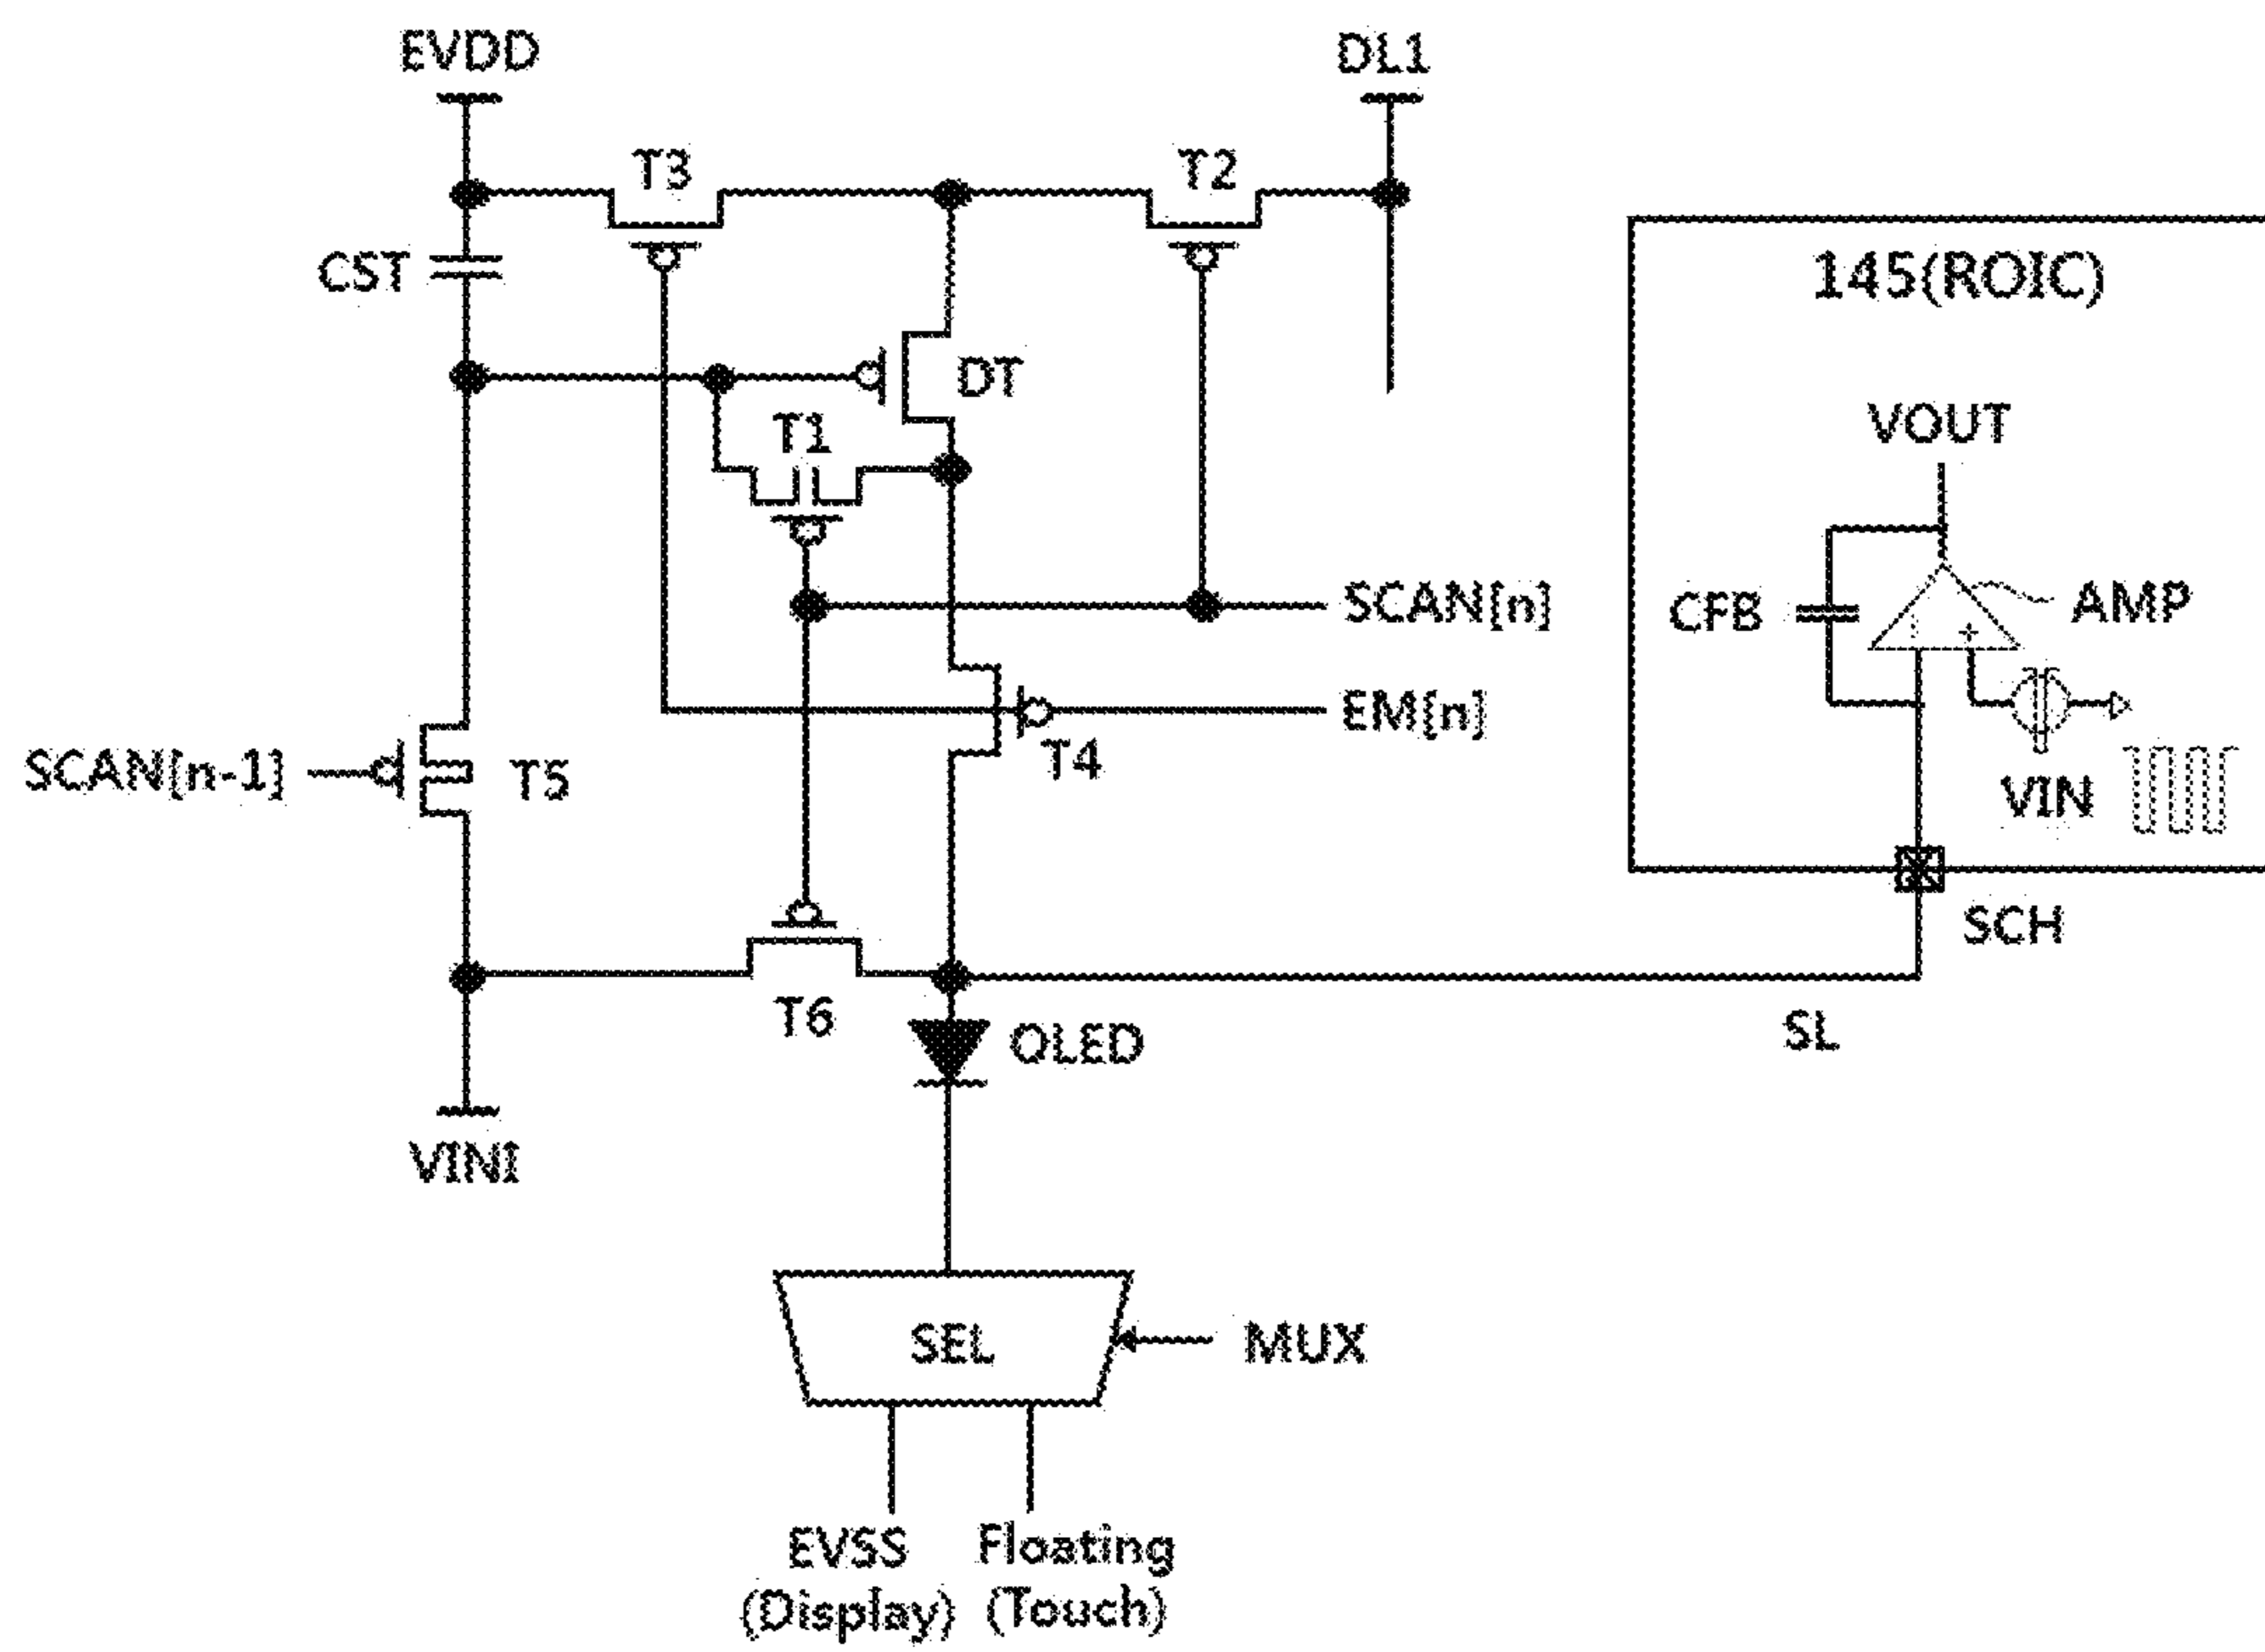 EVDD
DL1
T3
T2
CST
145(ROIC)
DT
VOUT
T1
SCAN[n]
CFB
AMP
EM[n]
T4
SCAN[n-1]
T5
VIN
SCH
T6
OLED
SL
VINI
SEL
MUX
EVSS
Floating
(Display)
(Touch)